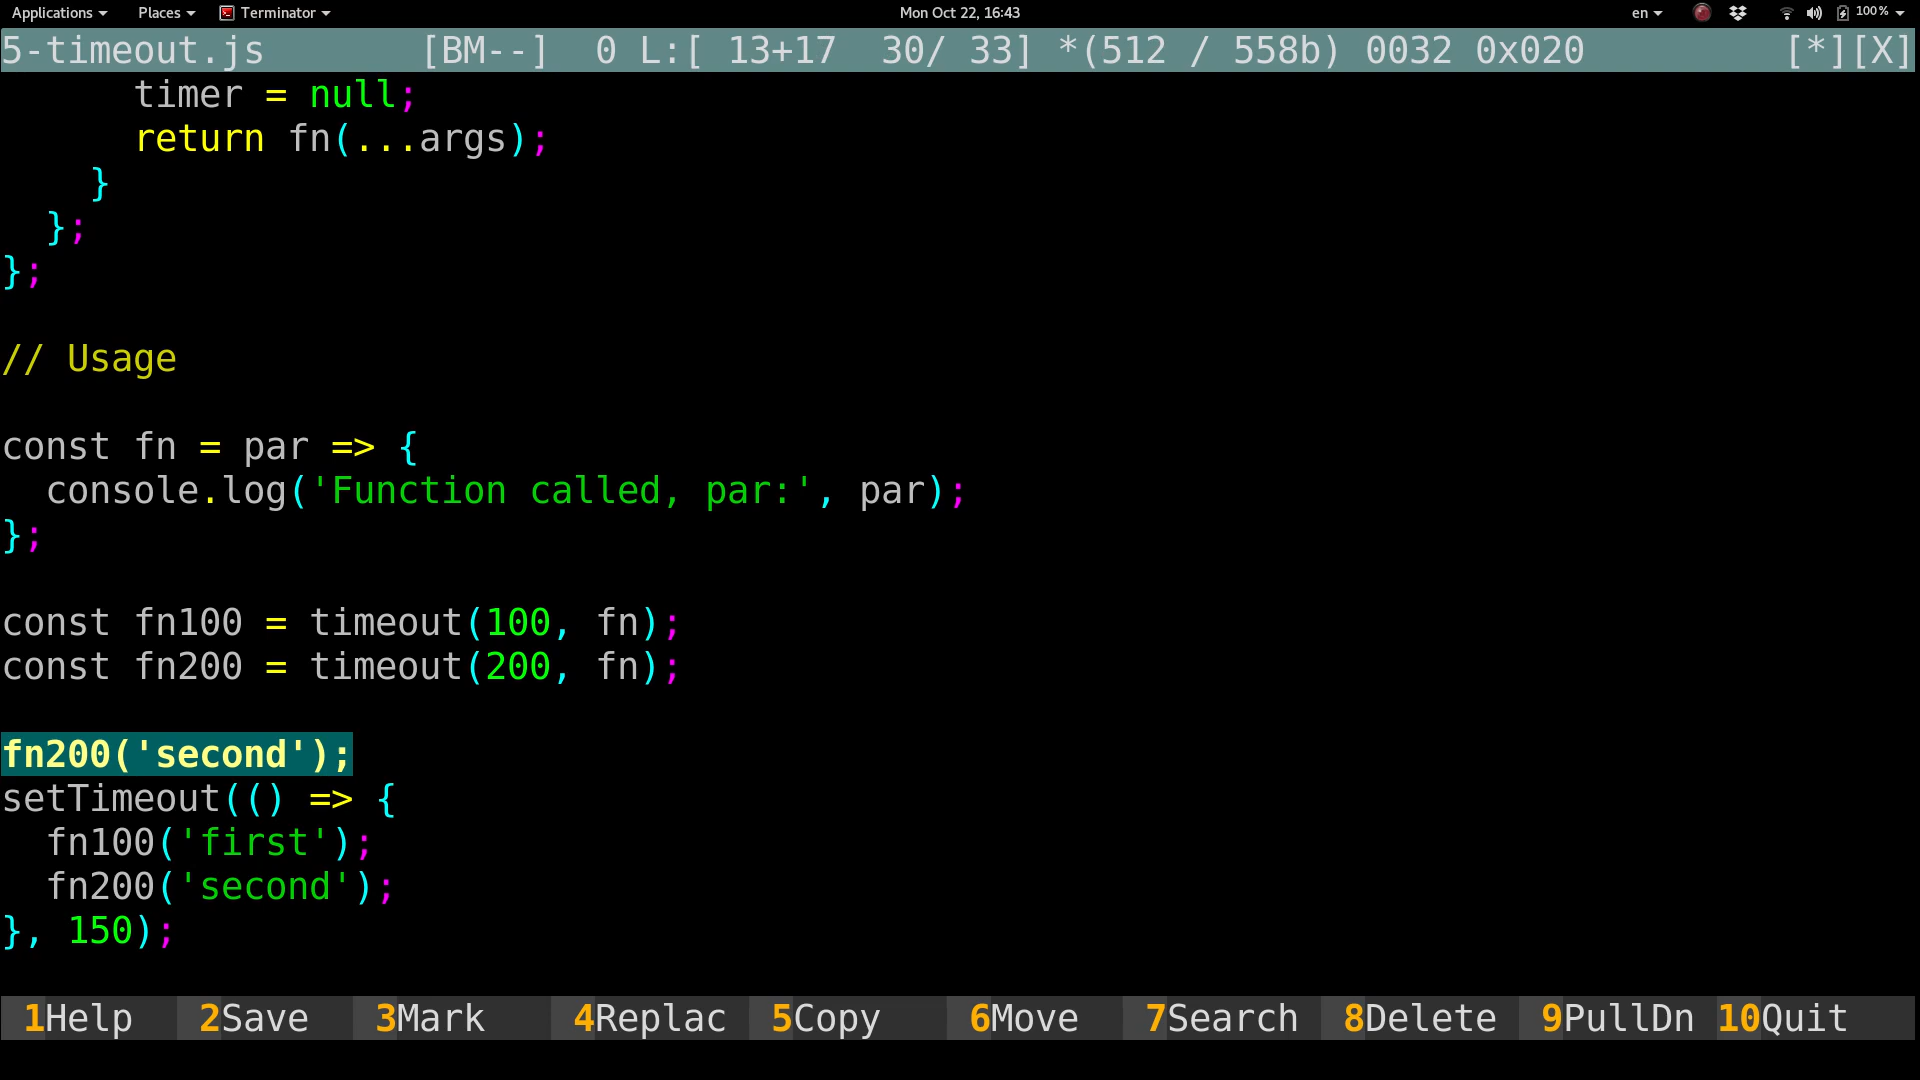 Applications Places Terminator Mon Oct 22, 16:43 en 100%
5-timeout.js [BM--] 0 L:[ 13+17 30/ 33] *(512 / 558b) 0032 0x020 [*][X]
timer = null;
return fn(...args);
}
};
};
// Usage
const fn = par => {
console.log('Function called, par:', par);
};
const fn100 = timeout(100, fn);
const fn200 = timeout(200, fn);
fn200('second');
setTimeout(() => {
fn100('first');
fn200('second');
}, 150);
1Help 2Save 3Mark 4Replac 5Copy 6Move 7Search 8Delete 9PullDn 10Quit